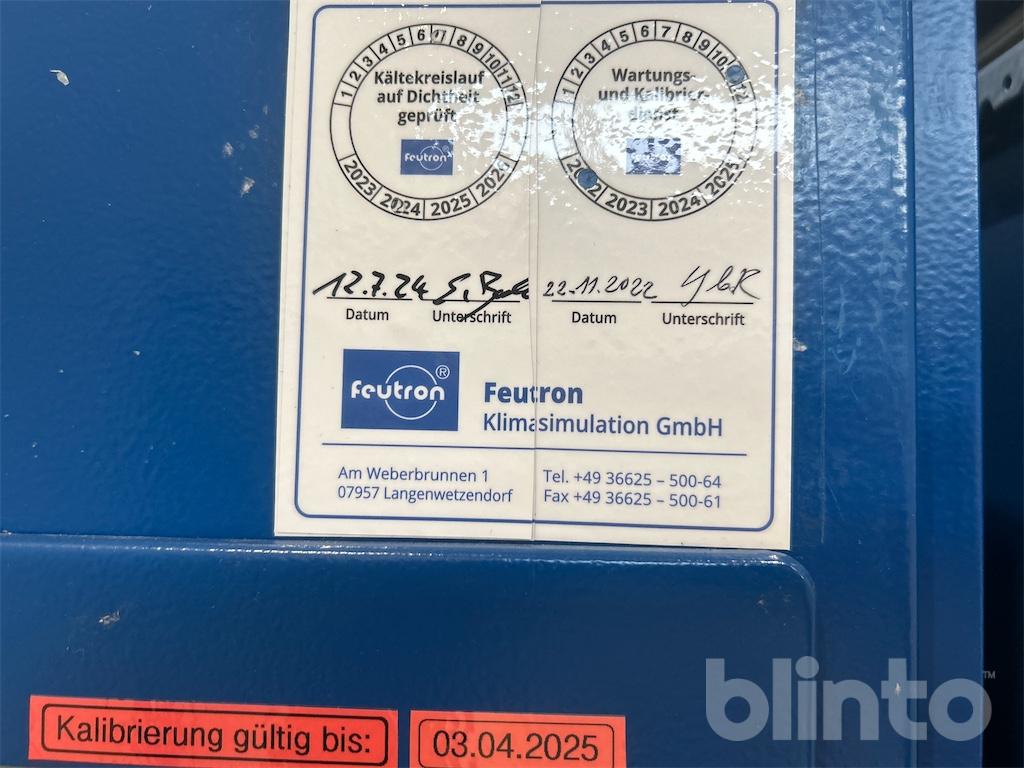 1 2 3 4 5 6 7 8 9 10 11 12
Kältekreislauf
auf Dichtheit
geprüft
feutron
2023 2024 2025 2026
1 2 3 4 5 6 7 8 9 10 12
Wartungs-
und Kalibrier-
dienst
feutron
2022 2023 2024 2025
12.7.24
Datum Unterschrift
22.11.2022
Datum Unterschrift
feutron ®
Feutron
Klimasimulation GmbH
Am Weberbrunnen 1
07957 Langenwetzendorf
Tel. +49 36625 – 500-64
Fax +49 36625 – 500-61
Kalibrierung gültig bis:
03.04.2025
blinto™